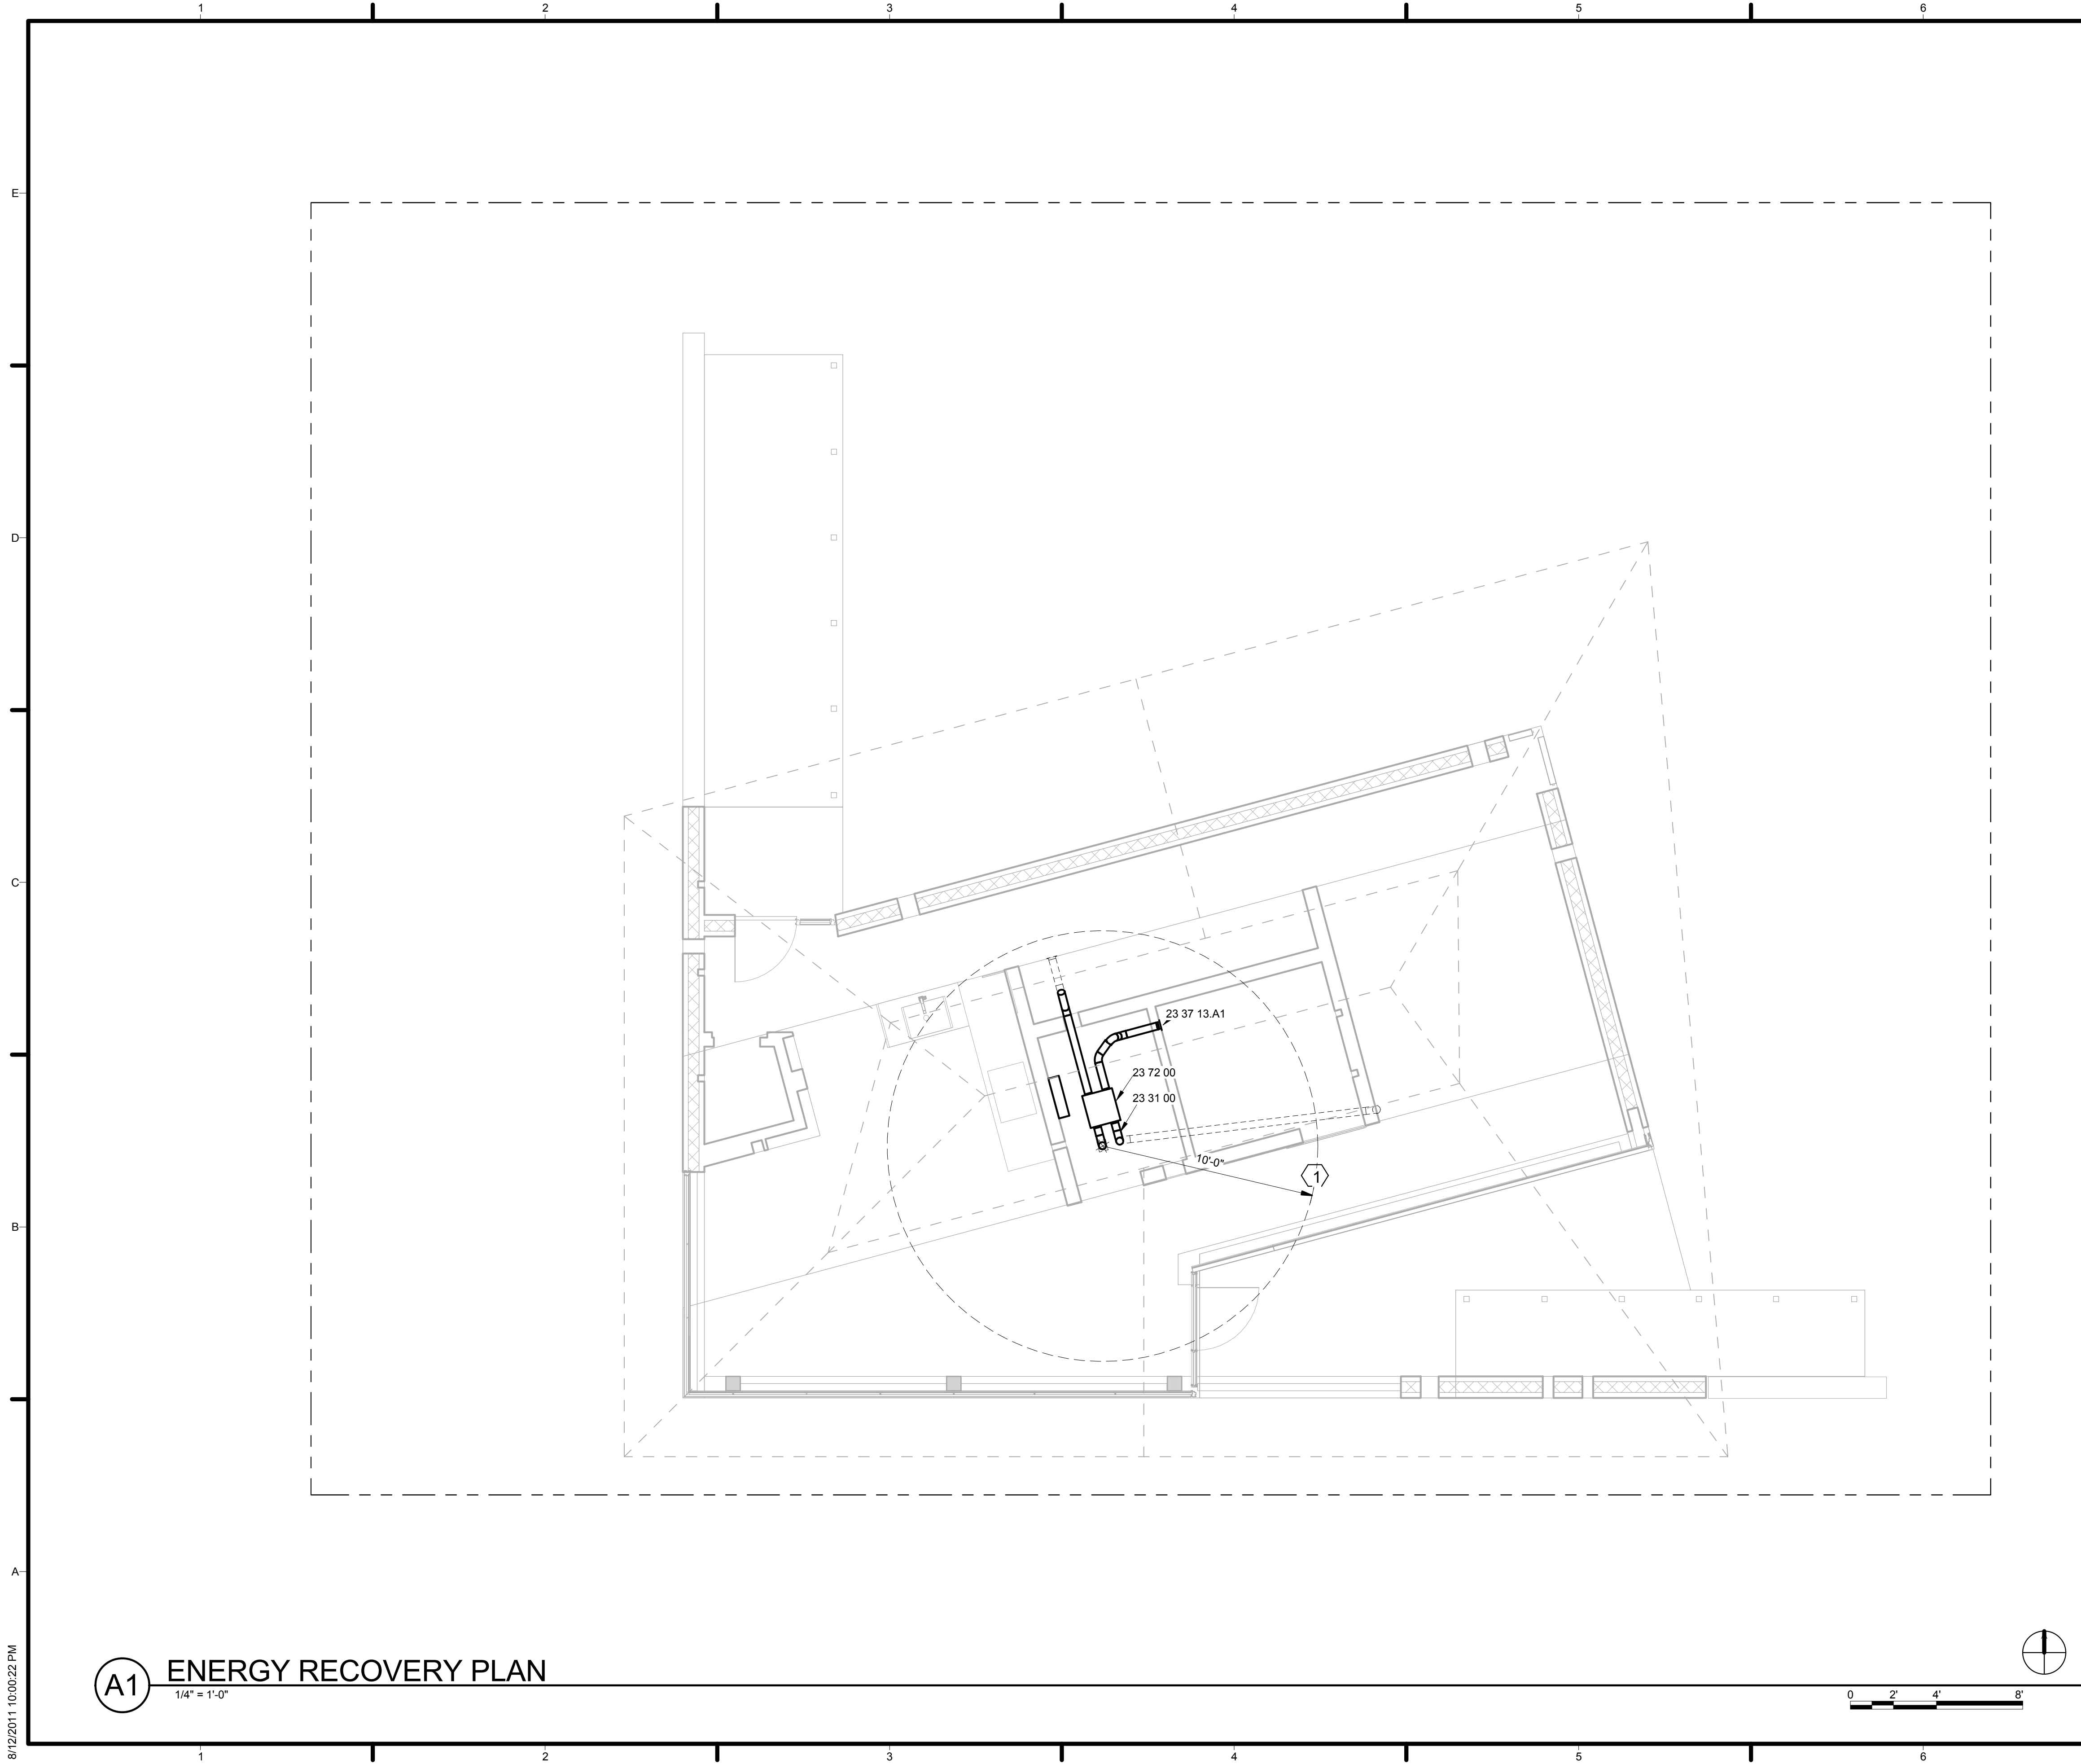 1 2 3 4 5 6
E
D
C
23 37 13.A1
23 72 00
23 31 00
10'-0"
1
B
A
A1 ENERGY RECOVERY PLAN
1/4" = 1'-0"
0 2' 4' 8'
8/12/2011 10:00:22 PM
1 2 3 4 5 6